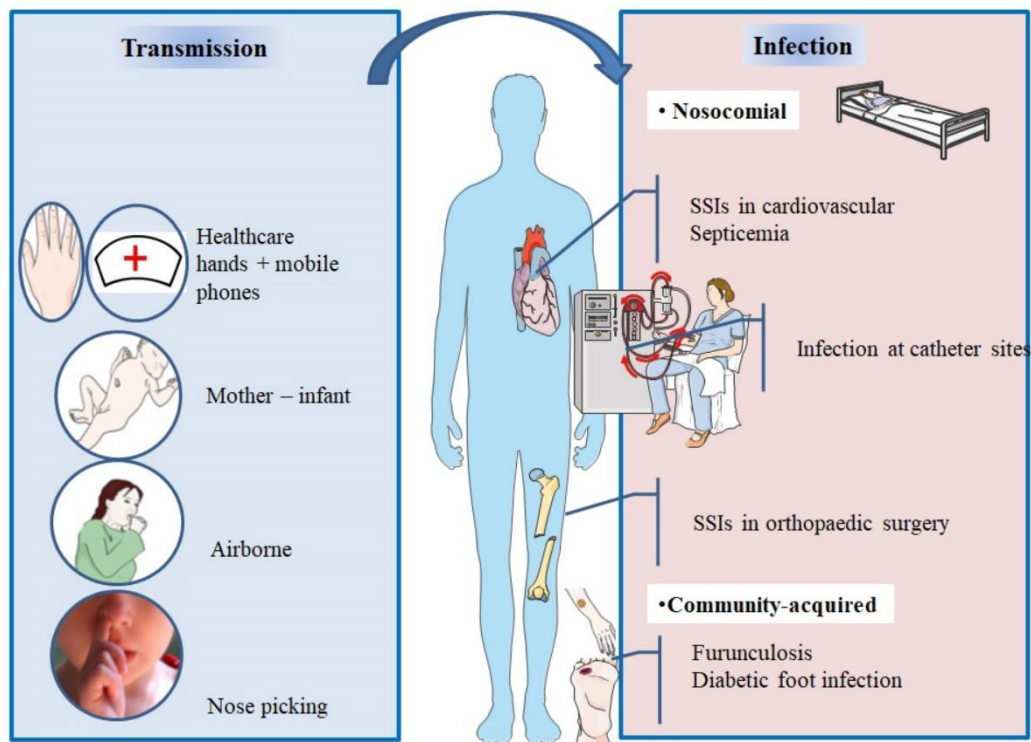 Transmission
Healthcare
hands + mobile
phones
Mother – infant
Airborne
Nose picking
Infection
• Nosocomial
SSIs in cardiovascular
Septicemia
Infection at catheter sites
SSIs in orthopaedic surgery
•Community-acquired
Furunculosis
Diabetic foot infection